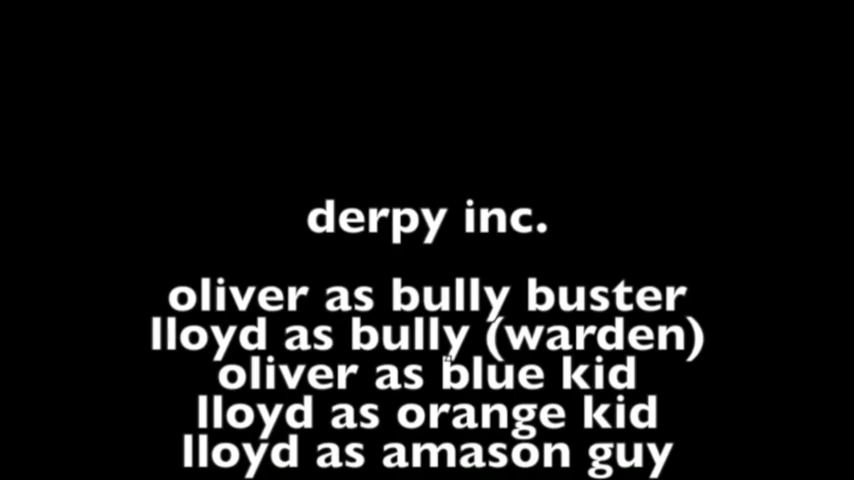 derpy inc.
oliver as bully buster
lloyd as bully (warden)
oliver as blue kid
lloyd as orange kid
lloyd as amason guy